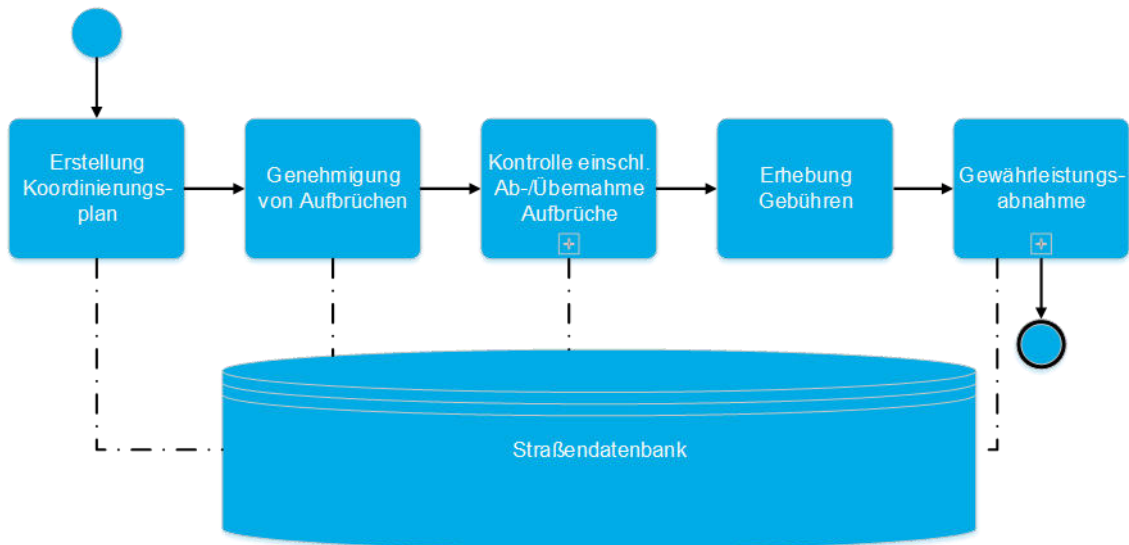 Erstellung
Koordinierungs-
plan
Genehmigung
von Aufbrüchen
Kontrolle einschl.
Ab-/Übernahme
Aufbrüche
Erhebung
Gebühren
Gewährleistungs-
abnahme
Straßendatenbank